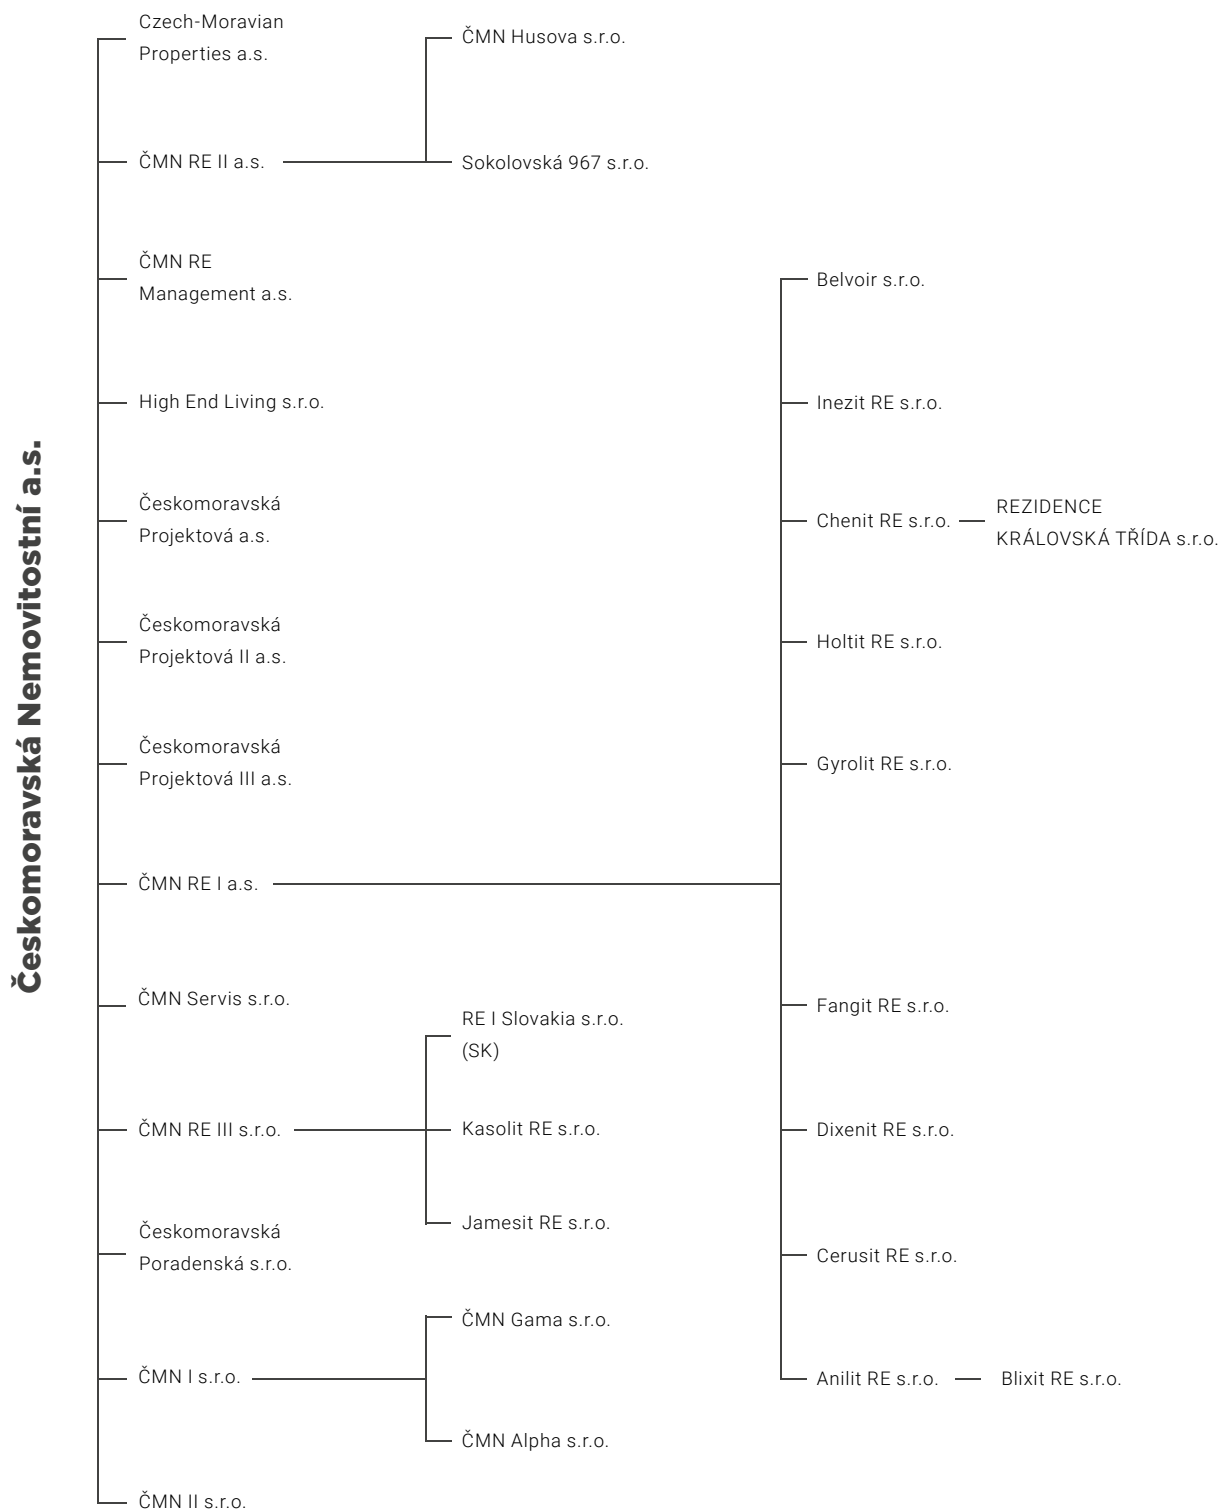 Českomoravská Nemovitostní a.s.
Czech-Moravian
Properties a.s.
ČMN RE II a.s.
ČMN Husova s.r.o.
Sokolovská 967 s.r.o.
ČMN RE
Management a.s.
High End Living s.r.o.
Českomoravská
Projektová a.s.
Českomoravská
Projektová II a.s.
Českomoravská
Projektová III a.s.
ČMN RE I a.s.
Belvoir s.r.o.
Inezit RE s.r.o.
Chenit RE s.r.o.
REZIDENCE
KRÁLOVSKÁ TŘÍDA s.r.o.
Holtit RE s.r.o.
Gyrolit RE s.r.o.
Fangit RE s.r.o.
Dixenit RE s.r.o.
Cerusit RE s.r.o.
Anilit RE s.r.o.
Blixit RE s.r.o.
ČMN Servis s.r.o.
ČMN RE III s.r.o.
RE I Slovakia s.r.o.
(SK)
Kasolit RE s.r.o.
Jamesit RE s.r.o.
Českomoravská
Poradenská s.r.o.
ČMN I s.r.o.
ČMN Gama s.r.o.
ČMN Alpha s.r.o.
ČMN II s.r.o.